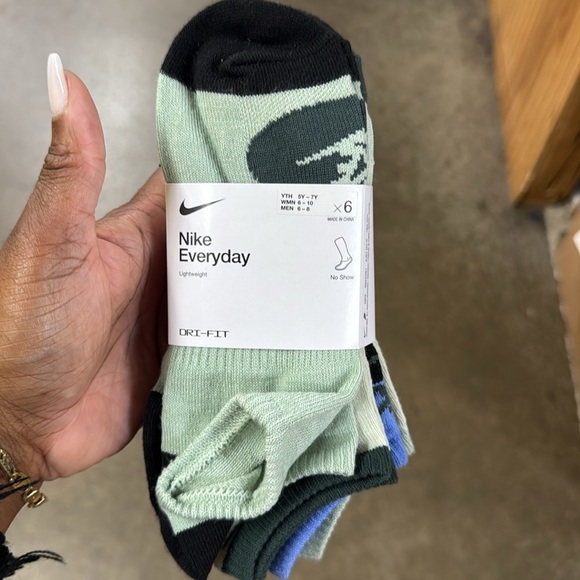 YTH 5Y – 7Y
WMN 6 – 10
MEN 6 – 8
×6
MADE IN CHINA
Nike
Everyday
Lightweight
No Show
DRI-FIT